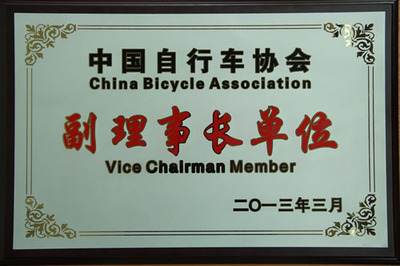 中国自行车协会
China Bicycle Association
副理事长单位
Vice Chairman Member
二〇一三年三月